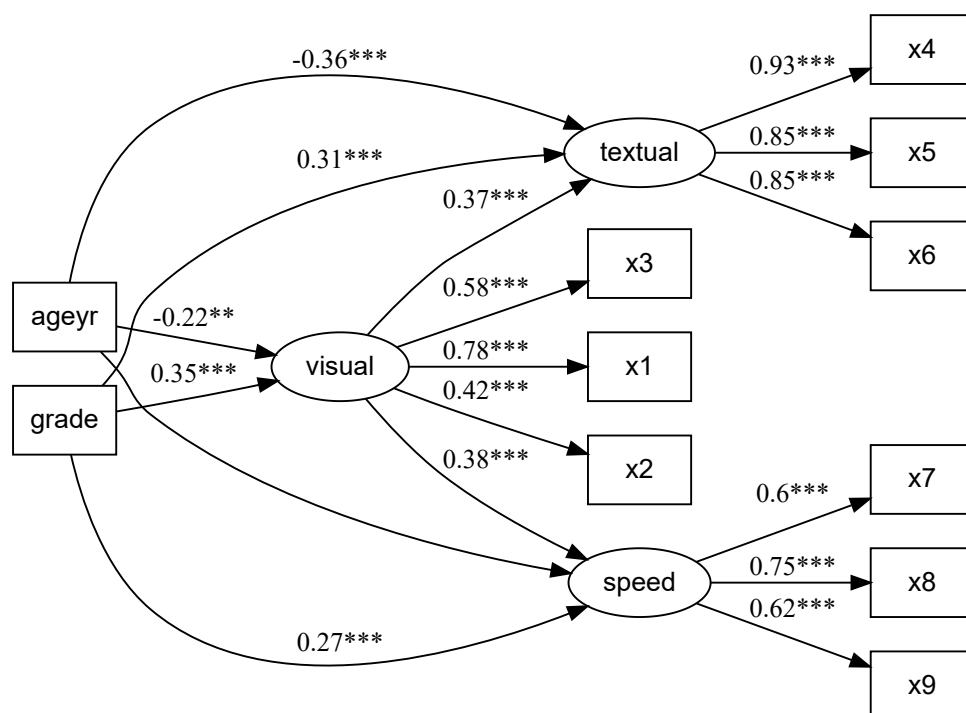 x4
-0.36***
0.93***
0.31***
textual
0.85***
x5
0.37***
0.85***
x6
x3
0.58***
ageyr
-0.22**
visual
0.78***
x1
0.35***
0.42***
grade
x2
0.38***
x7
0.6***
speed
0.75***
x8
0.62***
0.27***
x9